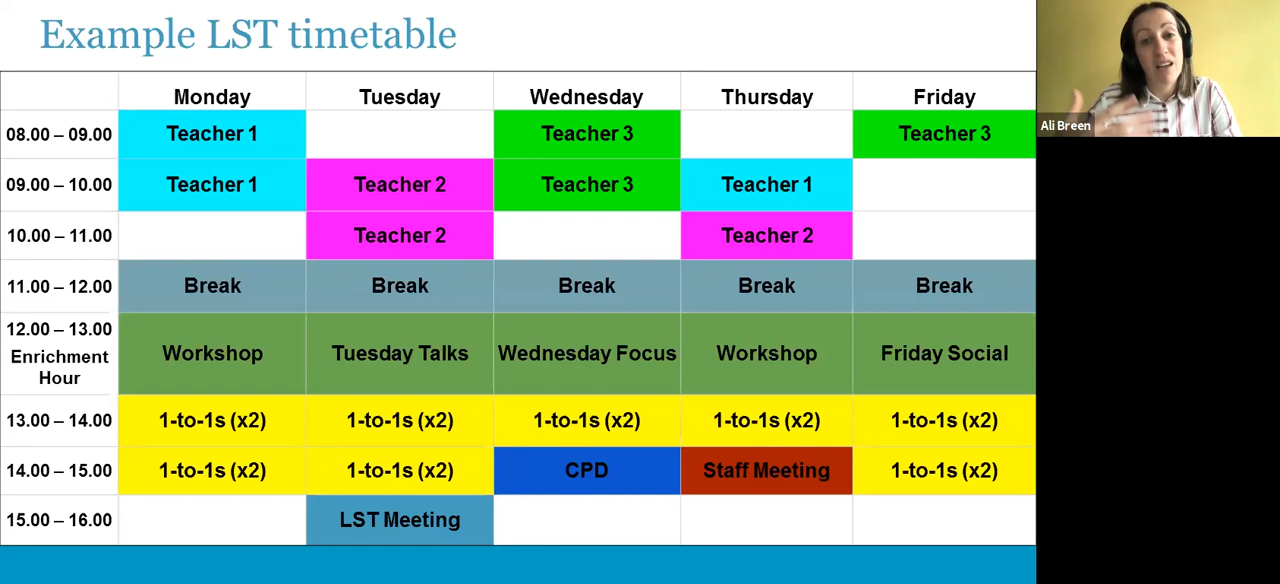 Example LST timetable
Monday Tuesday Wednesday Thursday Friday
08.00 – 09.00 Teacher 1 Teacher 3 Teacher 3
09.00 – 10.00 Teacher 1 Teacher 2 Teacher 3 Teacher 1
10.00 – 11.00 Teacher 2 Teacher 2
11.00 – 12.00 Break Break Break Break Break
12.00 – 13.00
Enrichment Workshop Tuesday Talks Wednesday Focus Workshop Friday Social
Hour
13.00 – 14.00 1-to-1s (x2) 1-to-1s (x2) 1-to-1s (x2) 1-to-1s (x2) 1-to-1s (x2)
14.00 – 15.00 1-to-1s (x2) 1-to-1s (x2) CPD Staff Meeting 1-to-1s (x2)
15.00 – 16.00 LST Meeting
Ali Breen